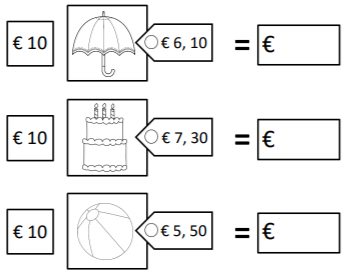 € 10 € 6, 10 = €
€ 10 € 7, 30 = €
€ 10 € 5, 50 = €